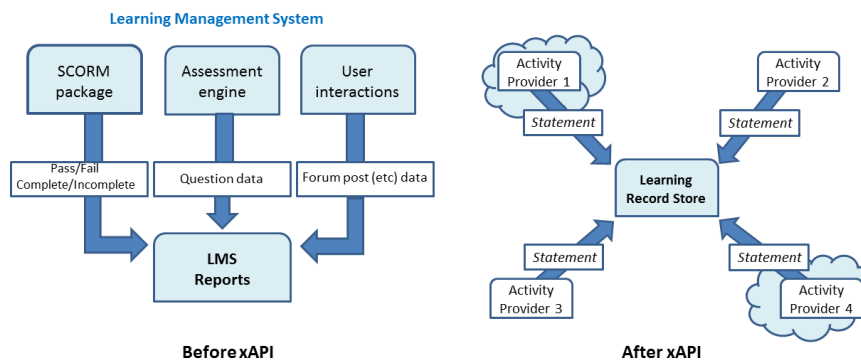 Learning Management System
SCORM
package
Assessment
engine
User
interactions
Pass/Fail
Complete/Incomplete
Question data
Forum post (etc) data
LMS
Reports
Before xAPI
Activity
Provider 1
Activity
Provider 2
Statement
Statement
Learning
Record Store
Statement
Statement
Activity
Provider 3
Activity
Provider 4
After xAPI